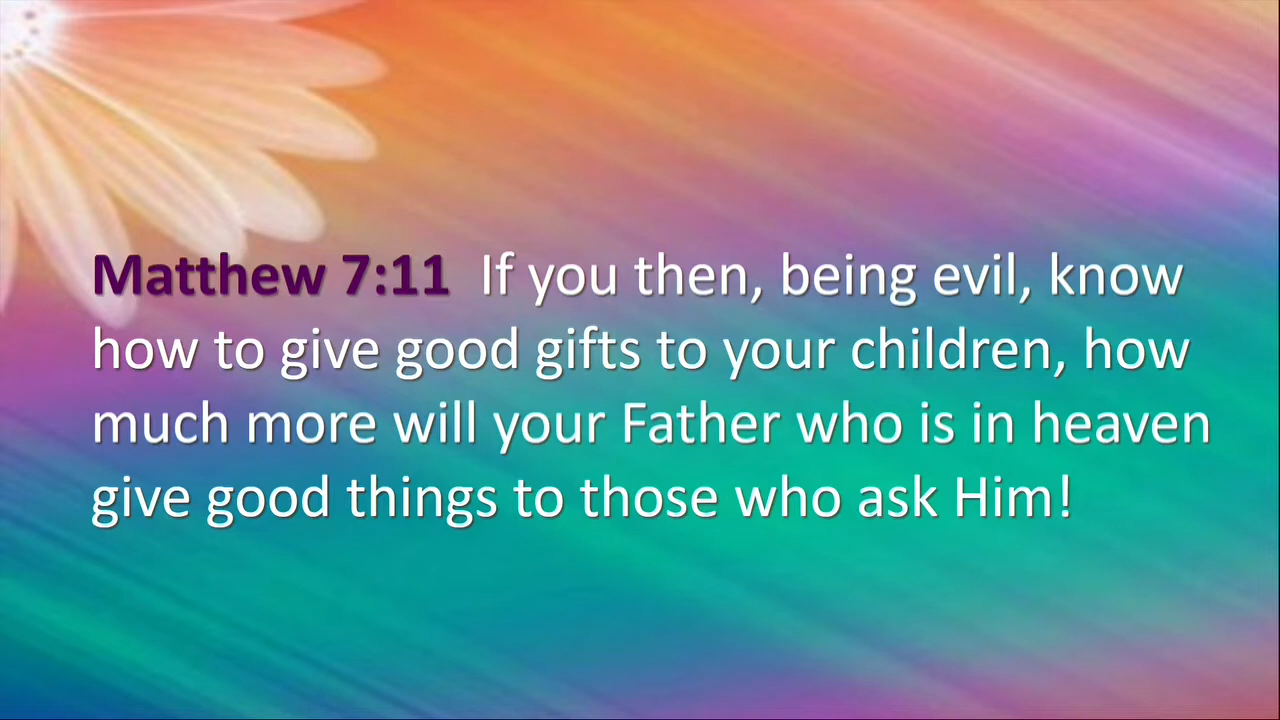 Matthew 7:11 If you then, being evil, know
how to give good gifts to your children, how
much more will your Father who is in heaven
give good things to those who ask Him!